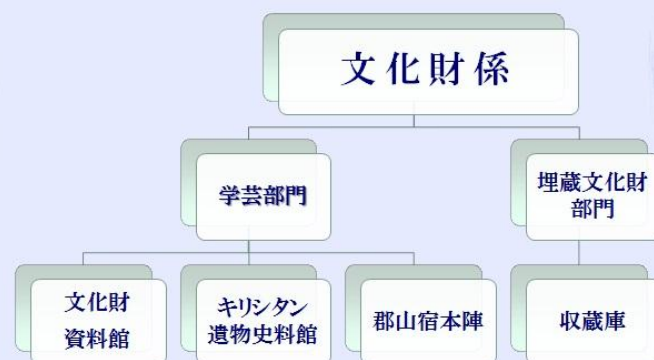 文化財係
学芸部門
埋蔵文化財
部門
文化財
資料館
キリシタン
遺物史料館
郡山宿本陣
収蔵庫